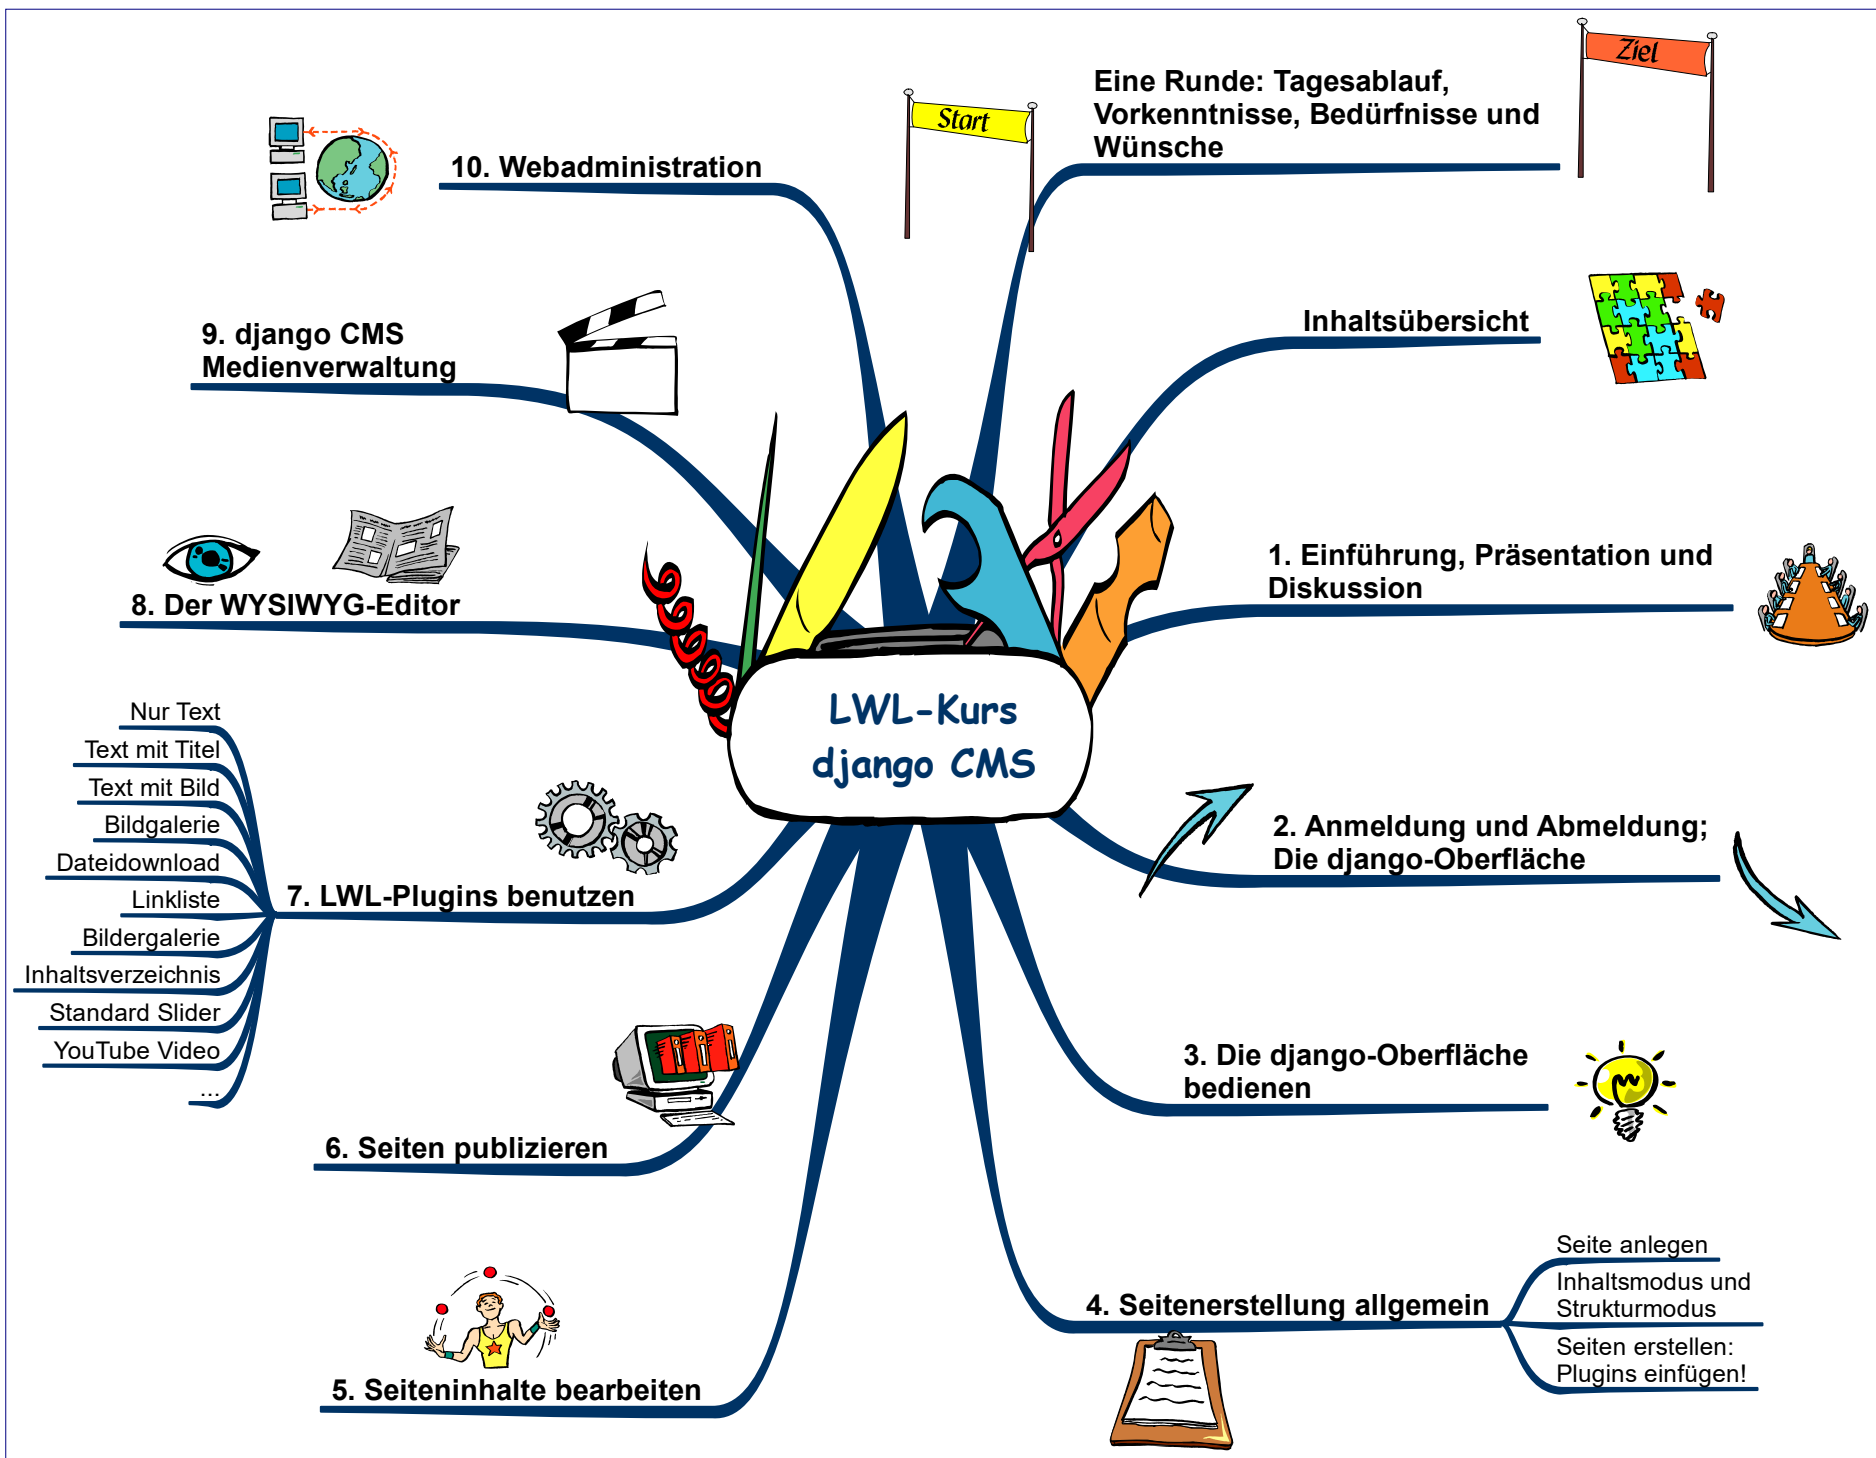 LWL-Kurs
django CMS
Start
Eine Runde: Tagesablauf,
Vorkenntnisse, Bedürfnisse und
Wünsche
Ziel
Inhaltsübersicht
1. Einführung, Präsentation und
Diskussion
2. Anmeldung und Abmeldung;
Die django-Oberfläche
3. Die django-Oberfläche
bedienen
4. Seitenerstellung allgemein
Seite anlegen
Inhaltsmodus und
Strukturmodus
Seiten erstellen:
Plugins einfügen!
5. Seiteninhalte bearbeiten
6. Seiten publizieren
7. LWL-Plugins benutzen
Nur Text
Text mit Titel
Text mit Bild
Bildgalerie
Dateidownload
Linkliste
Bildergalerie
Inhaltsverzeichnis
Standard Slider
YouTube Video
...
8. Der WYSIWYG-Editor
9. django CMS
Medienverwaltung
10. Webadministration